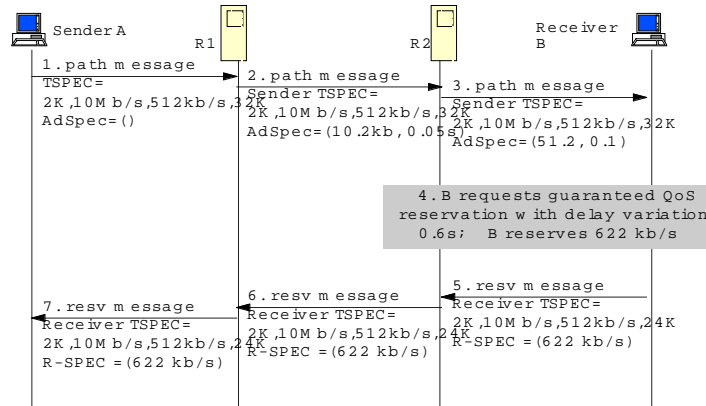 Sender A
R1
R2
Receiver
B
1. path message
TSPEC=
2K,10Mb/s,512kb/s,32K
AdSpec=()
2. path message
Sender TSPEC=
2K,10Mb/s,512kb/s,32K
AdSpec=(10.2kb,0.05s)
3. path message
Sender TSPEC=
2K,10Mb/s,512kb/s,32K
AdSpec=(51.2,0.1)
4. B requests guaranteed QoS
reservation with delay variation
0.6s; B reserves 622 kb/s
5. resv message
Receiver TSPEC=
2K,10Mb/s,512kb/s,24K
R-SPEC =(622 kb/s)
6. resv message
Receiver TSPEC=
2K,10Mb/s,512kb/s,24K
R-SPEC =(622 kb/s)
7. resv message
Receiver TSPEC=
2K,10Mb/s,512kb/s,24K
R-SPEC =(622 kb/s)